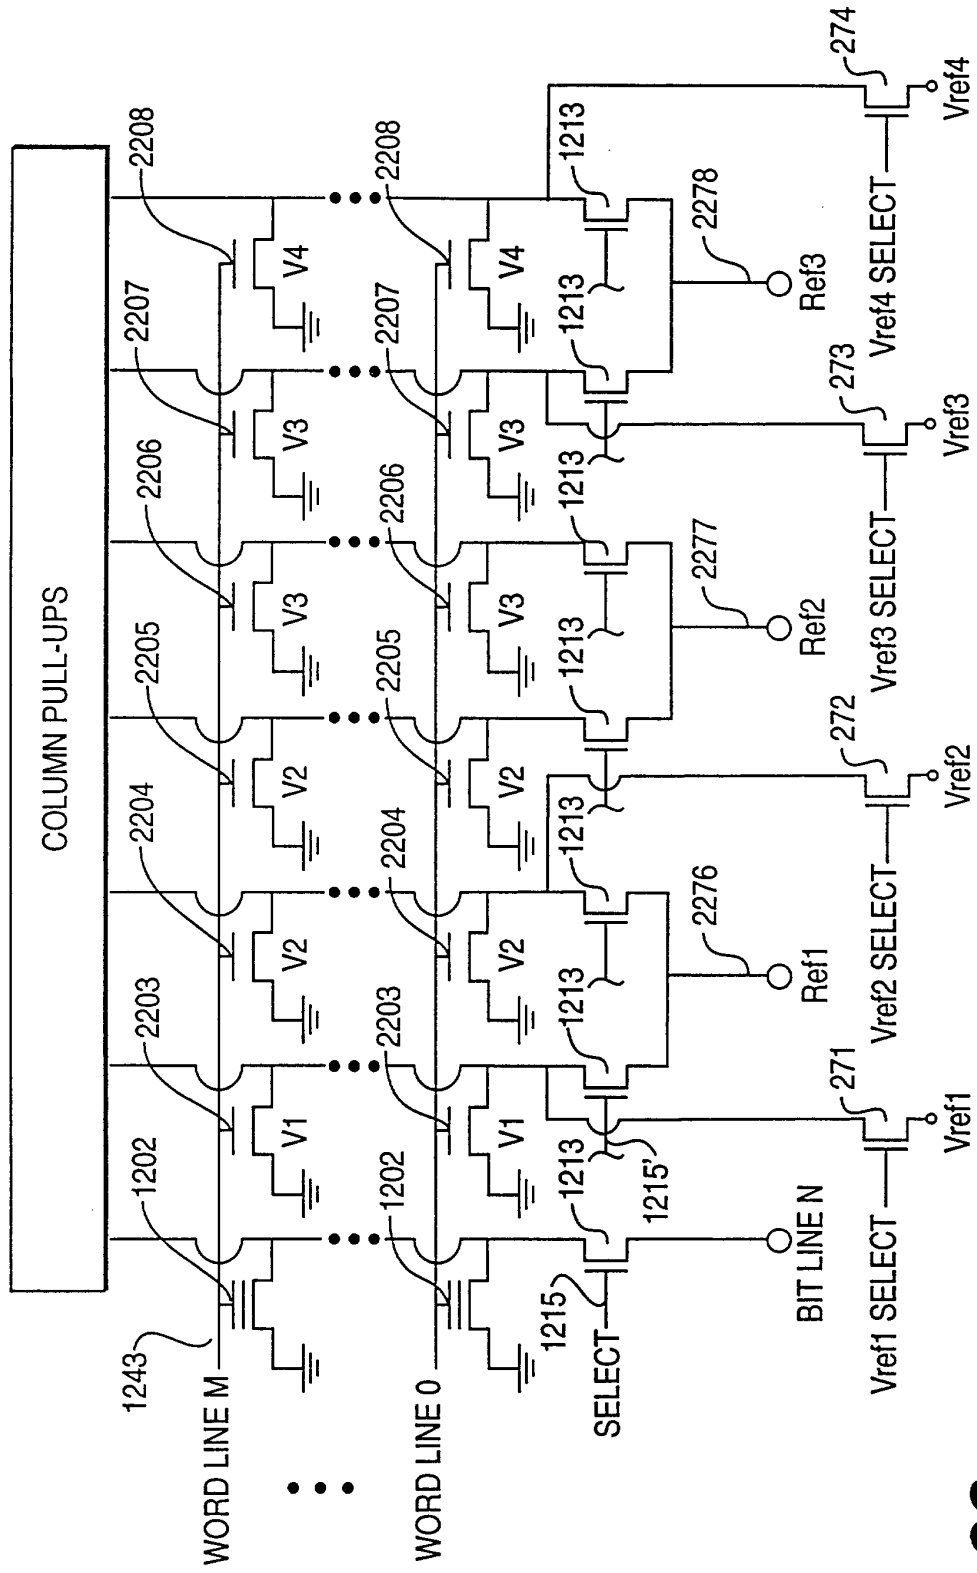 COLUMN PULL-UPS
1243
1202
2203
2204
2205
2206
2207
2208
WORD LINE M
V1
V2
V2
V3
V3
V4
1202
2203
2204
2205
2206
2207
2208
WORD LINE 0
V1
V2
V2
V3
V3
V4
1215
1213
1213
1213
1213
1213
1213
1213
SELECT
1215'
2276
2277
2278
BIT LINE N
Ref1
Ref2
Ref3
271
272
273
274
Vref1 SELECT
Vref2 SELECT
Vref3 SELECT
Vref4 SELECT
Vref1
Vref2
Vref3
Vref4